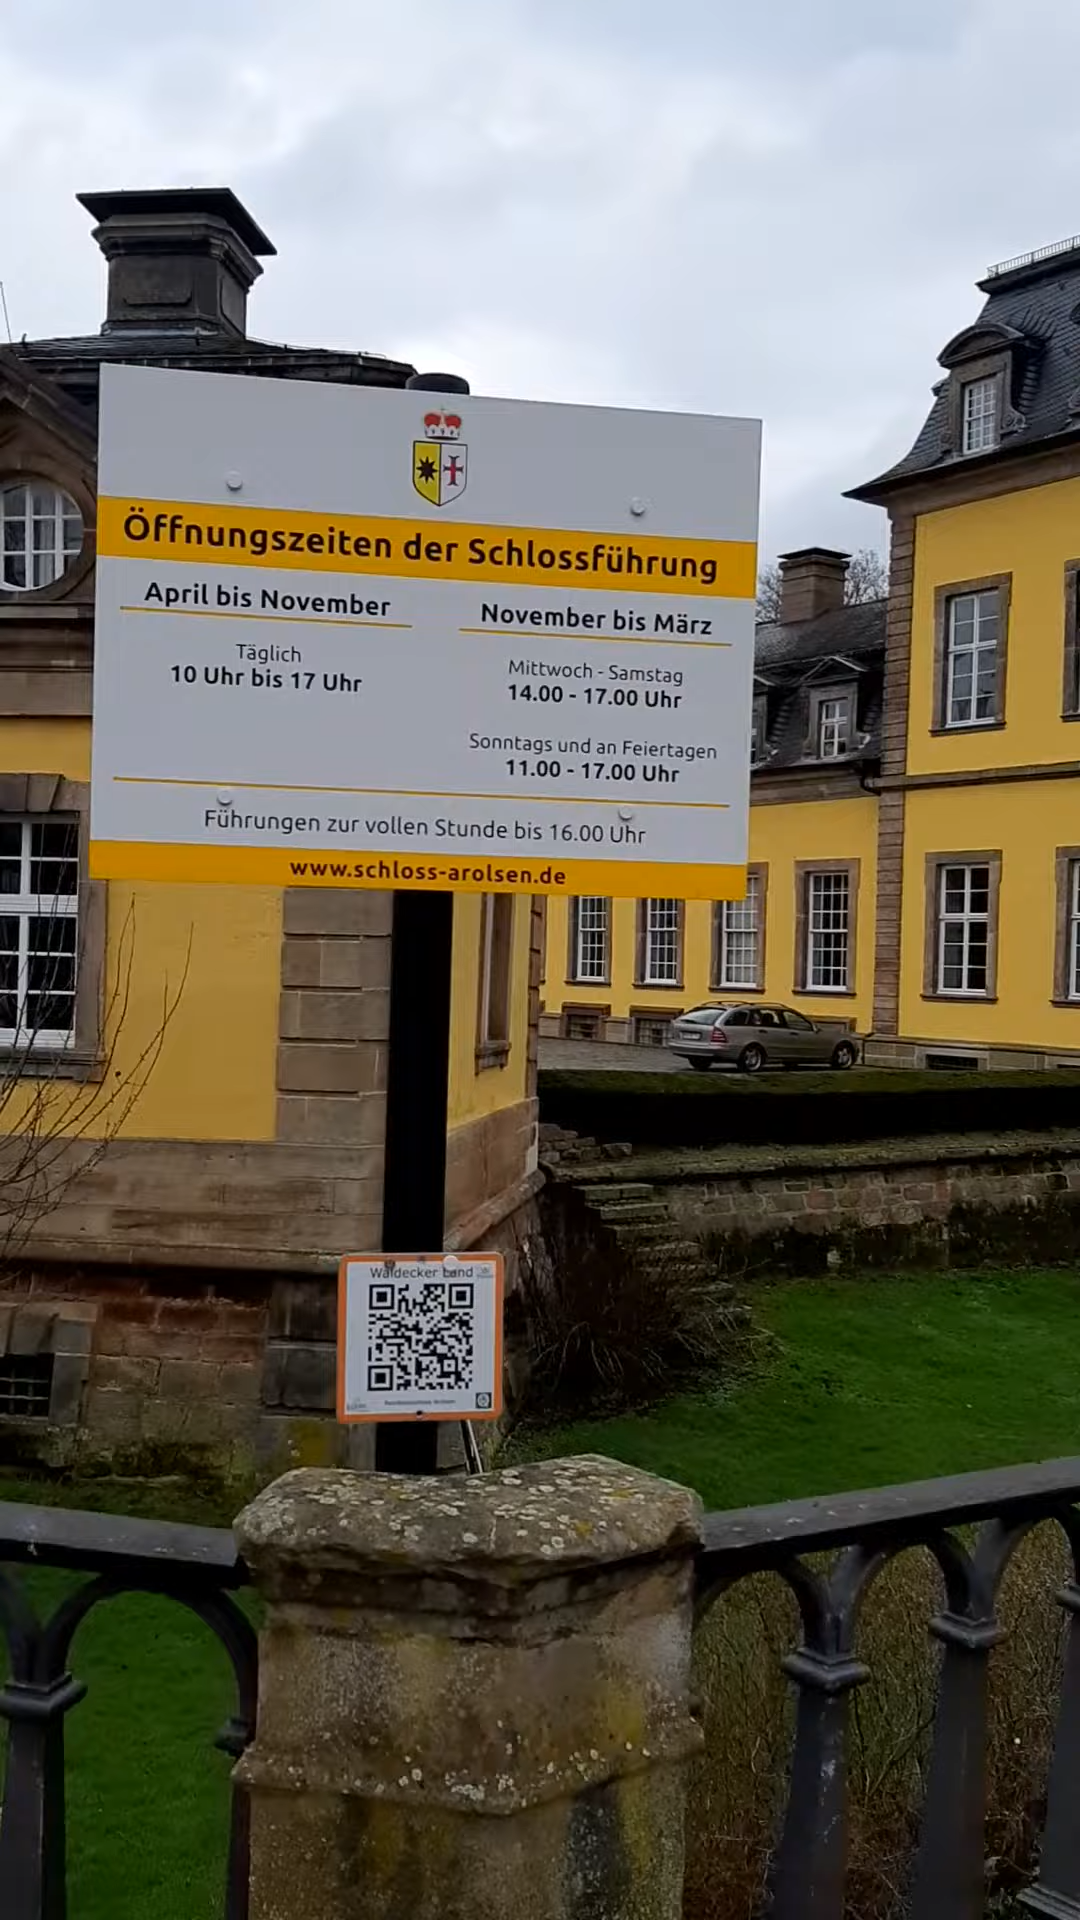 Öffnungszeiten der Schlossführung
April bis November
Täglich
10 Uhr bis 17 Uhr
November bis März
Mittwoch - Samstag
14.00 - 17.00 Uhr
Sonntags und an Feiertagen
11.00 - 17.00 Uhr
Führungen zur vollen Stunde bis 16.00 Uhr
www.schloss-arolsen.de
Waldecker Land